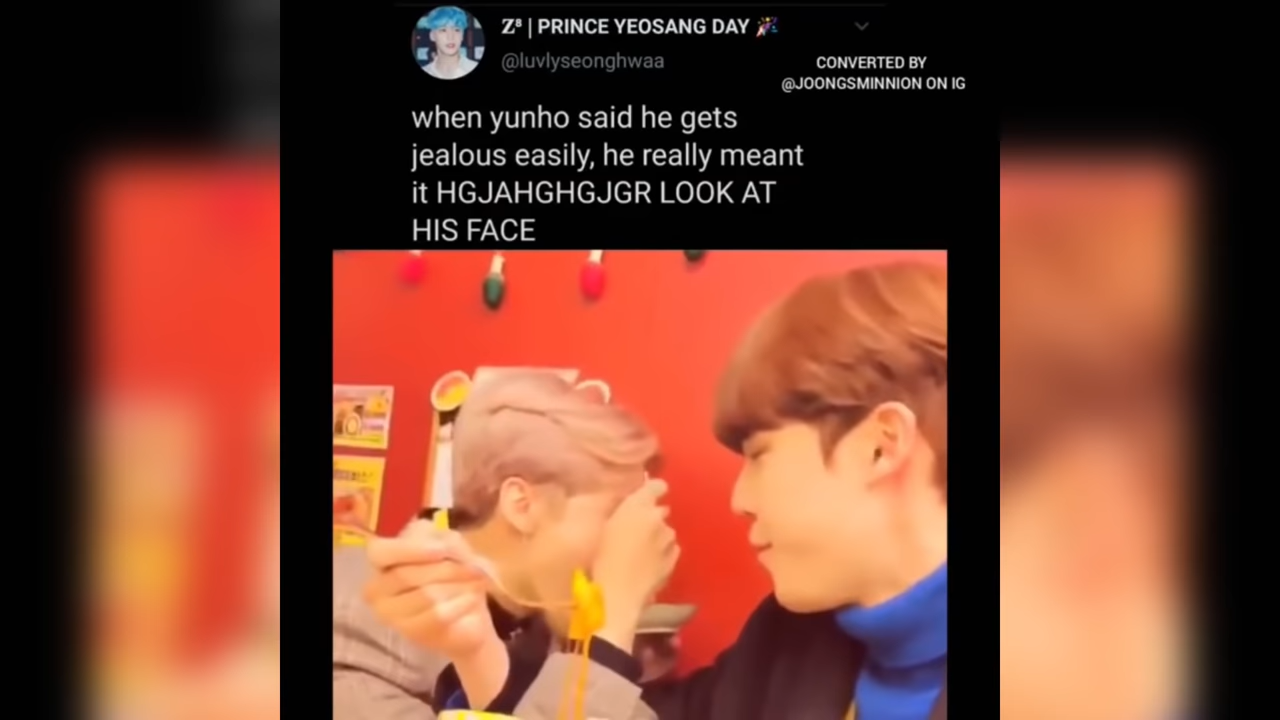 Z⁸ | PRINCE YEOSANG DAY 🎉
@luvlyseonghwaa
CONVERTED BY
@JOONGSMINNION ON IG
when yunho said he gets
jealous easily, he really meant
it HGJAHGHGJGR LOOK AT
HIS FACE